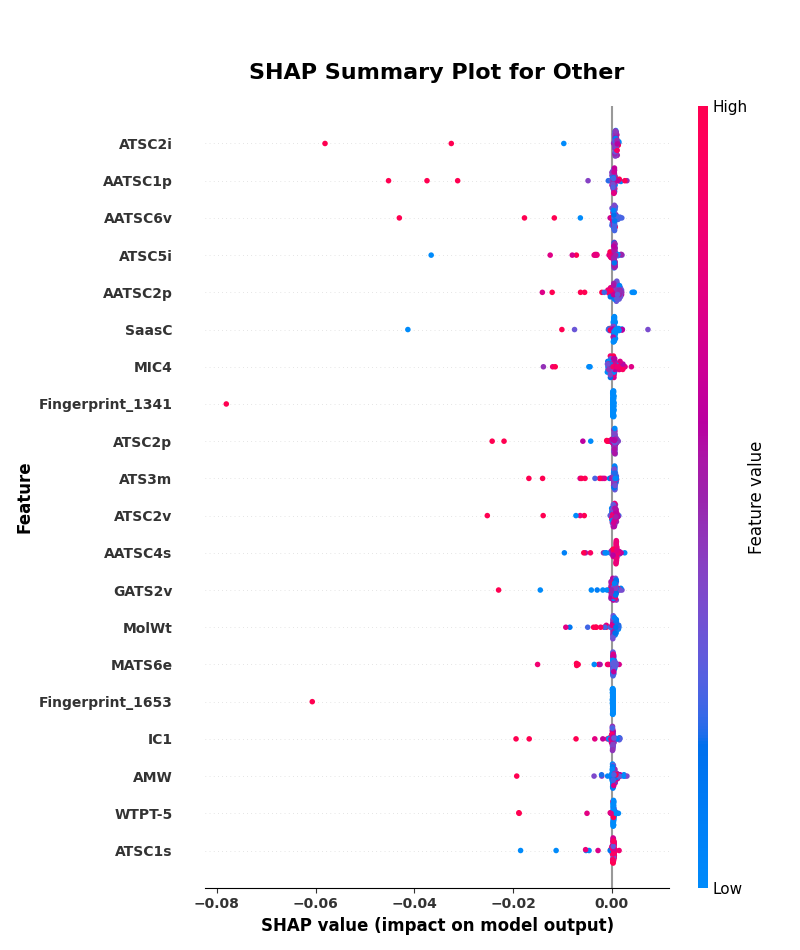 SHAP Summary Plot for Other
High
ATSC2i
AATSC1p
AATSC6v
ATSC5i
AATSC2p
SaasC
MIC4
Fingerprint_1341
ATSC2p
ATS3m
ATSC2v
AATSC4s
GATS2v
MolWt
MATS6e
Fingerprint_1653
IC1
AMW
WTPT-5
ATSC1s
Feature
Feature value
Low
−0.08 −0.06 −0.04 −0.02 0.00
SHAP value (impact on model output)